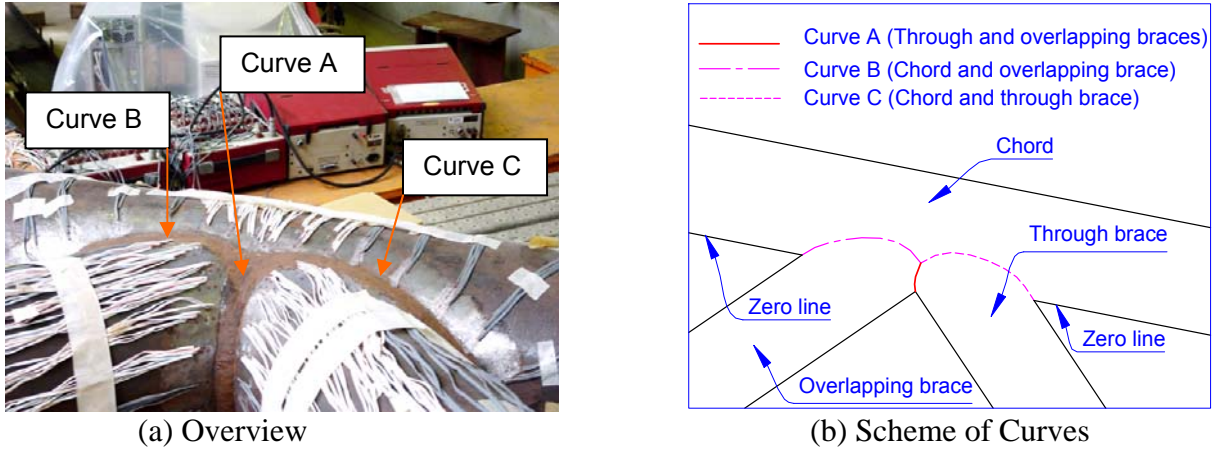 Curve A
Curve B
Curve C
(a) Overview
Curve A (Through and overlapping braces)
Curve B (Chord and overlapping brace)
Curve C (Chord and through brace)
Chord
Through brace
Zero line
Zero line
Overlapping brace
(b) Scheme of Curves